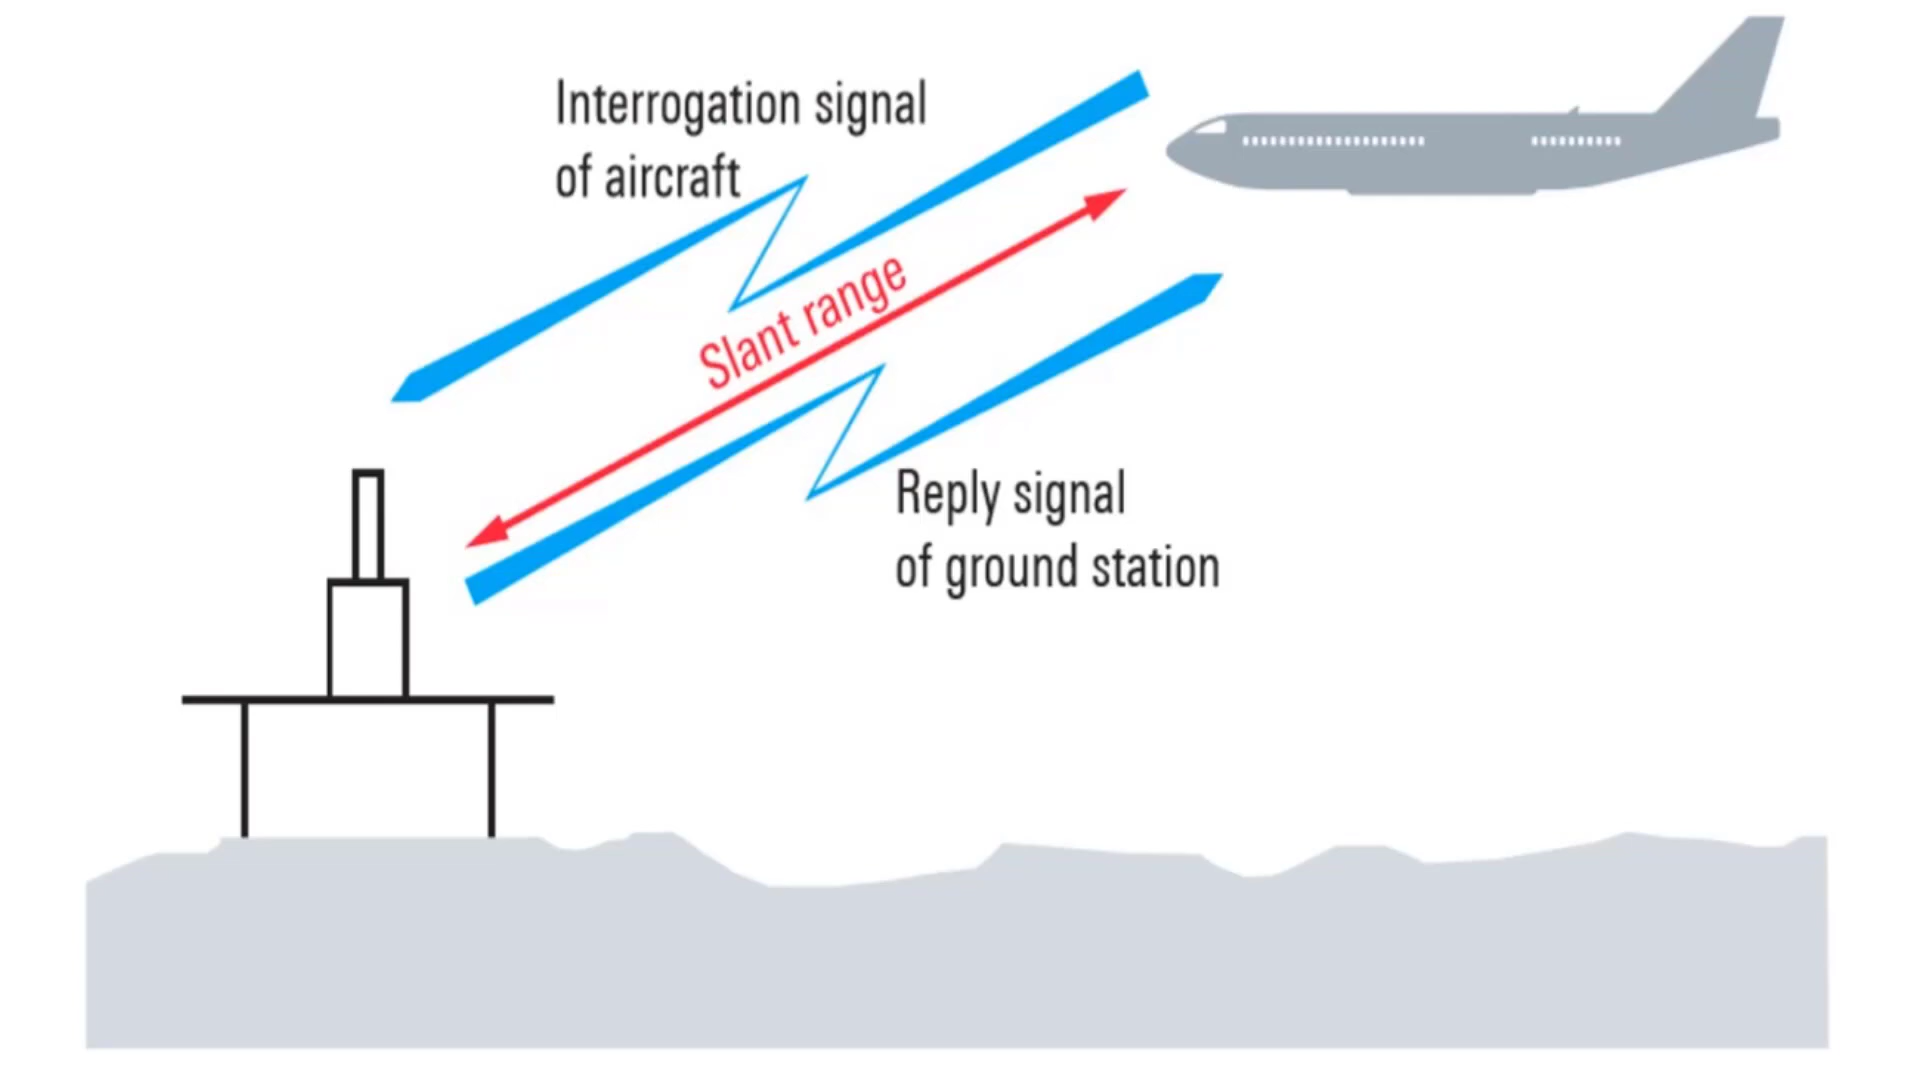 Interrogation signal
of aircraft
Slant range
Reply signal
of ground station